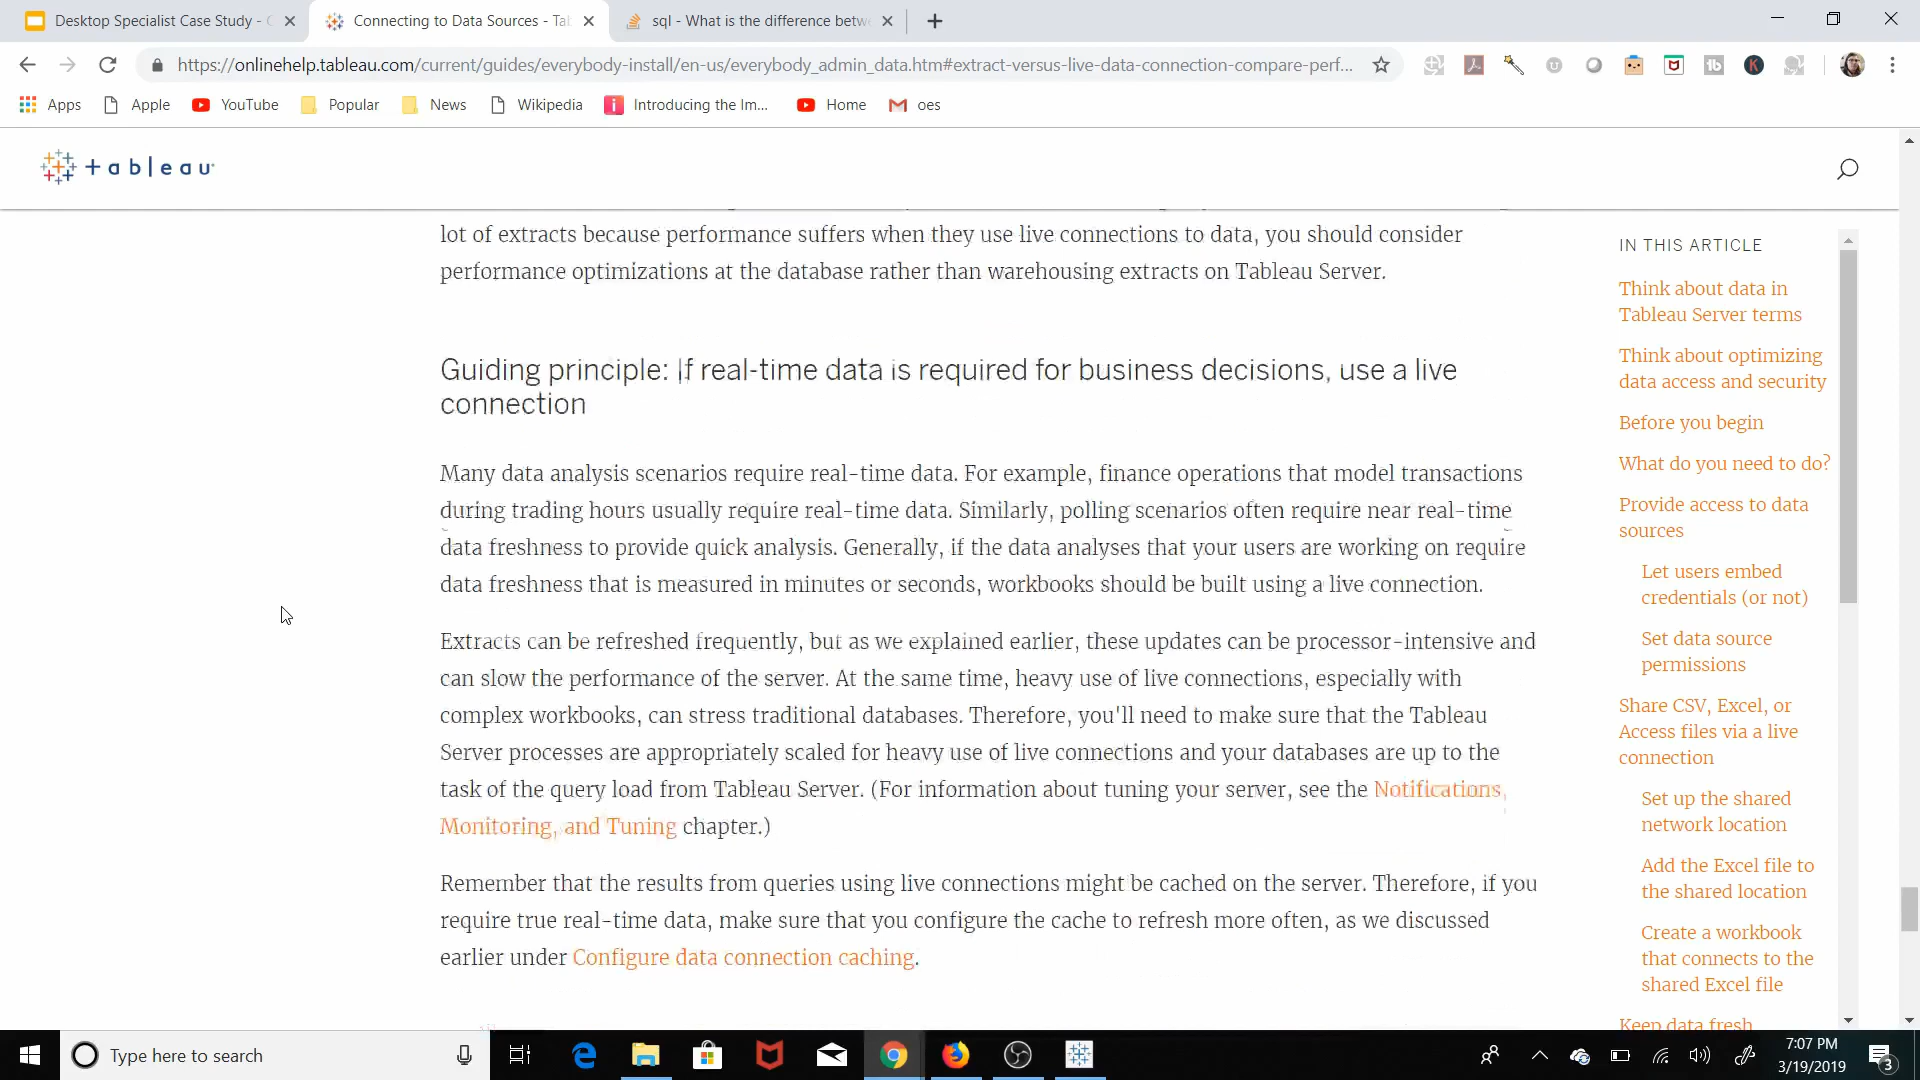 Desktop Specialist Case Study -
Connecting to Data Sources - Tab
sql - What is the difference betw
https://onlinehelp.tableau.com/current/guides/everybody-install/en-us/everybody_admin_data.htm#extract-versus-live-data-connection-compare-perf...
Apps
Apple
YouTube
Popular
News
Wikipedia
Introducing the Im...
Home
oes
+ a b l e a u
lot of extracts because performance suffers when they use live connections to data, you should consider
performance optimizations at the database rather than warehousing extracts on Tableau Server.
Guiding principle: If real-time data is required for business decisions, use a live
connection
Many data analysis scenarios require real-time data. For example, finance operations that model transactions
during trading hours usually require real-time data. Similarly, polling scenarios often require near real-time
data freshness to provide quick analysis. Generally, if the data analyses that your users are working on require
data freshness that is measured in minutes or seconds, workbooks should be built using a live connection.
Extracts can be refreshed frequently, but as we explained earlier, these updates can be processor-intensive and
can slow the performance of the server. At the same time, heavy use of live connections, especially with
complex workbooks, can stress traditional databases. Therefore, you'll need to make sure that the Tableau
Server processes are appropriately scaled for heavy use of live connections and your databases are up to the
task of the query load from Tableau Server. (For information about tuning your server, see the Notifications,
Monitoring, and Tuning chapter.)
Remember that the results from queries using live connections might be cached on the server. Therefore, if you
require true real-time data, make sure that you configure the cache to refresh more often, as we discussed
earlier under Configure data connection caching.
IN THIS ARTICLE
Think about data in
Tableau Server terms
Think about optimizing
data access and security
Before you begin
What do you need to do?
Provide access to data
sources
Let users embed
credentials (or not)
Set data source
permissions
Share CSV, Excel, or
Access files via a live
connection
Set up the shared
network location
Add the Excel file to
the shared location
Create a workbook
that connects to the
shared Excel file
Keep data fresh
Type here to search
7:07 PM
3/19/2019
3